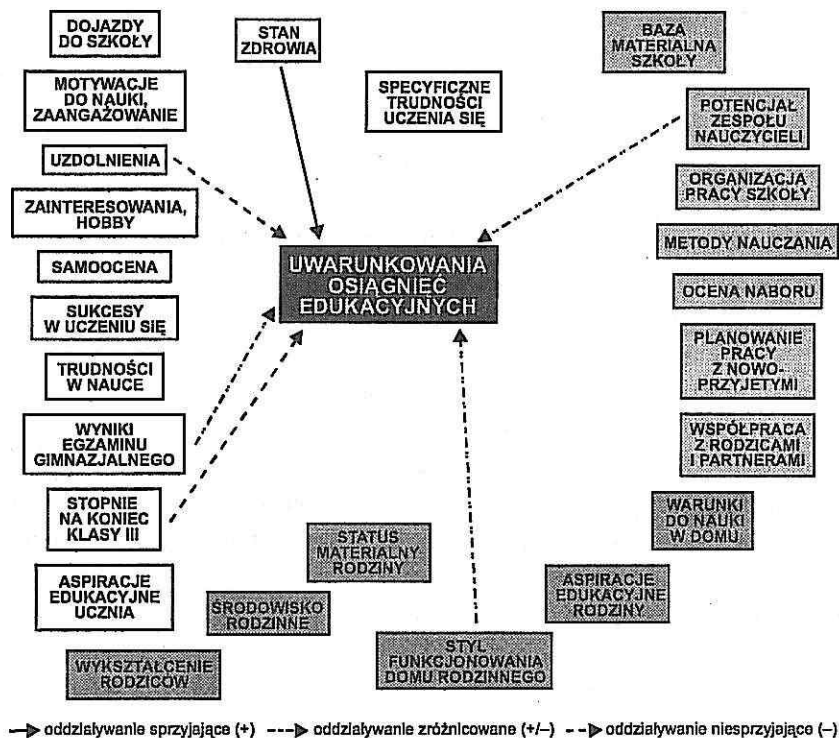 DOJAZDY
DO SZKOŁY
STAN
ZDROWIA
BAZA
MATERIALNA
SZKOŁY
MOTYWACJE
DO NAUKI,
ZAANGAŻOWANIE
SPECYFICZNE
TRUDNOŚCI
UCZENIA SIĘ
POTENCJAŁ
ZESPOŁU
NAUCZYCIELI
UZDOLNIENIA
ORGANIZACJA
PRACY SZKOŁY
ZAINTERESOWANIA,
HOBBY
METODY NAUCZANIA
SAMOOCENA
UWARUNKOWANIA
OSIĄGNIEĆ
EDUKACYJNYCH
OCENA NABORU
SUKCESY
W UCZENIU SIĘ
PLANOWANIE
PRACY
Z NOWO-
PRZYJĘTYMI
TRUDNOŚCI
W NAUCE
WYNIKI
EGZAMINU
GIMNAZJALNEGO
WSPÓŁPRACA
Z RODZICAMI
I PARTNERAMI
STOPNIE
NA KONIEC
KLASY III
WARUNKI
DO NAUKI
W DOMU
STATUS
MATERIALNY
RODZINY
ASPIRACJE
EDUKACYJNE
UCZNIA
ASPIRACJE
EDUKACYJNE
RODZINY
ŚRODOWISKO
RODZINNE
STYL
FUNKCJONOWANIA
DOMU RODZINNEGO
WYKSZTAŁCENIE
RODZICÓW
oddziaływanie sprzyjające (+) oddziaływanie zróżnicowane (+/–) oddziaływanie niesprzyjające (–)